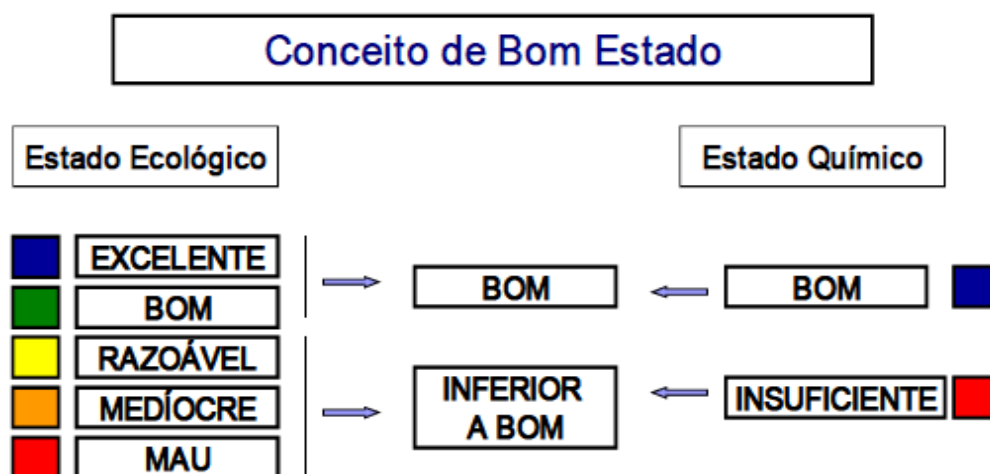 Conceito de Bom Estado
Estado Ecológico
Estado Químico
EXCELENTE
BOM
RAZOÁVEL
MEDÍOCRE
MAU
BOM
INFERIOR
A BOM
BOM
INSUFICIENTE